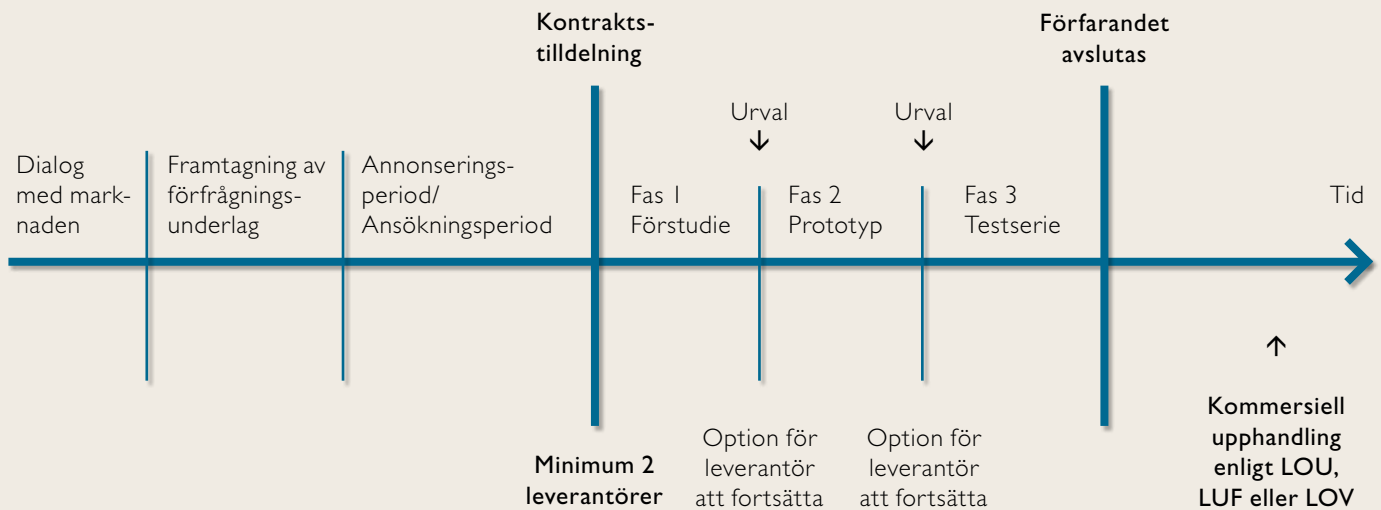 Kontrakts-
tilldelning
Förfarandet
avslutas
Urval
Urval
Dialog
med mark-
naden
Framtagning av
förfrågnings-
underlag
Annonserings-
period/
Ansökningsperiod
Fas 1
Förstudie
Fas 2
Prototyp
Fas 3
Testserie
Tid
Minimum 2
leverantörer
Option för
leverantör
att fortsätta
Option för
leverantör
att fortsätta
Kommersiell
upphandling
enligt LOU,
LUF eller LOV